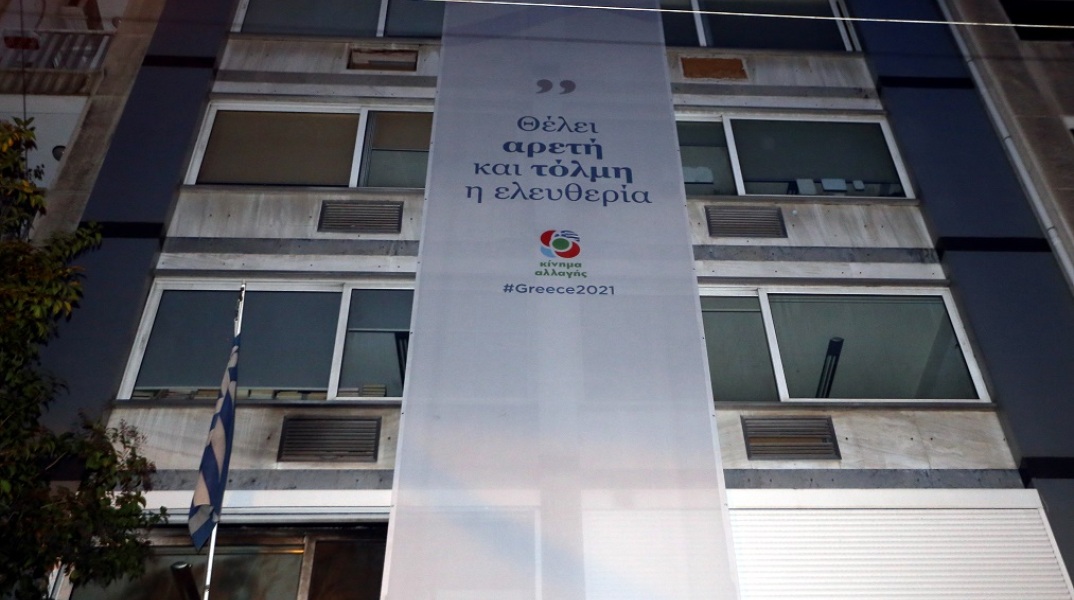 ”
Θέλει
αρετή
και τόλμη
η ελευθερία
κίνημα
αλλαγής
#Greece2021